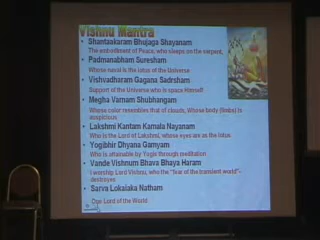 Vishnu Mantra
• Shantaakaram Bhujaga Shayanam
The embodiment of Peace, who sleeps on the serpent,
• Padmanabham Suresham
Whose navel is the lotus of the Universe
• Vishvadharam Gagana Sadrsham
Support of the Universe who is space Himself
• Megha Varnam Shubhangam
Whose color resembles that of clouds, Whose body (limbs) is
auspicious
• Lakshmi Kantam Kamala Nayanam
Who is the Lord of Lakshmi, whose eyes are as the lotus
• Yogibhir Dhyana Gamyam
Who is attainable by Yogis through meditation
• Vande Vishnum Bhava Bhaya Haram
I worship Lord Vishnu, who the "fear of the transient world"-
destroyes
• Sarva Lokaika Natham
One Lord of the World